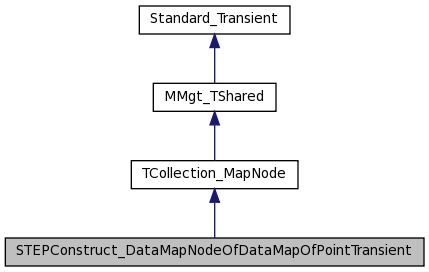 Standard_Transient
MMgt_TShared
TCollection_MapNode
STEPConstruct_DataMapNodeOfDataMapOfPointTransient